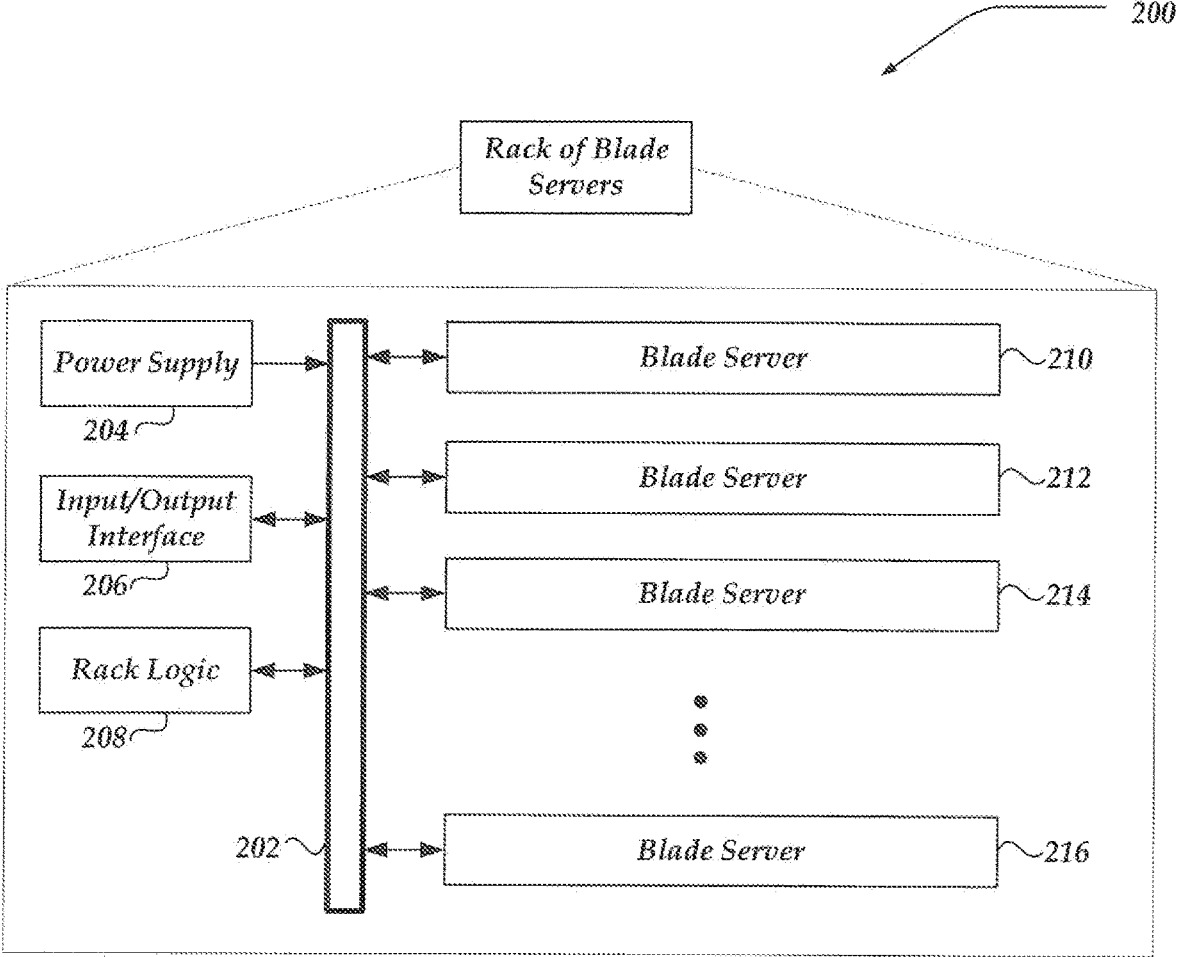 200
Rack of Blade
Servers
Power Supply
204
Input/Output
Interface
206
Rack Logic
208
202
Blade Server
210
Blade Server
212
Blade Server
214
Blade Server
216